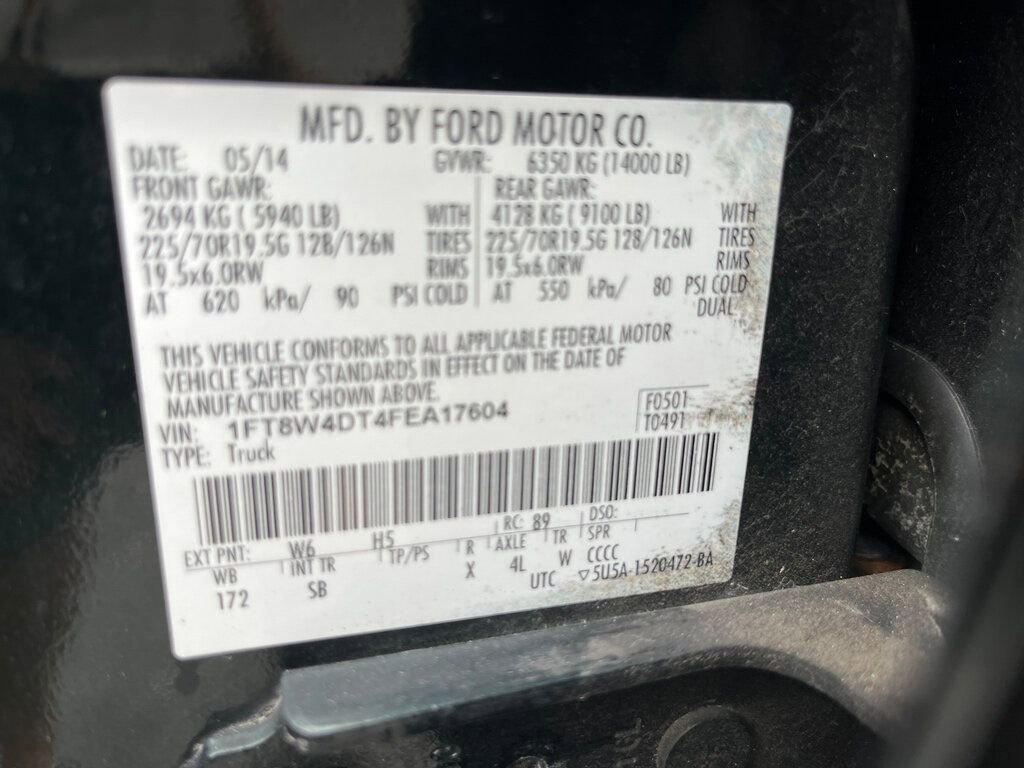 MFD. BY FORD MOTOR CO.
DATE: 05/14 GVWR: 6350 KG (14000 LB)
FRONT GAWR: REAR GAWR:
2694 KG ( 5940 LB) WITH 4128 KG ( 9100 LB) WITH
225/70R19.5G 128/126N TIRES 225/70R19.5G 128/126N TIRES
19.5x6.0RW RIMS 19.5x6.0RW RIMS
AT 620 kPa/ 90 PSI COLD AT 550 kPa/ 80 PSI COLD
DUAL
THIS VEHICLE CONFORMS TO ALL APPLICABLE FEDERAL MOTOR
VEHICLE SAFETY STANDARDS IN EFFECT ON THE DATE OF
MANUFACTURE SHOWN ABOVE.
VIN: 1FT8W4DT4FEA17604 F0501
TYPE: Truck T0491
EXT PNT: W6 H5 RC: 89 DSO:
WB INT TR TP/PS R AXLE TR SPR
172 SB X 4L W CCCC
UTC ▽5U5A-1520472-BA